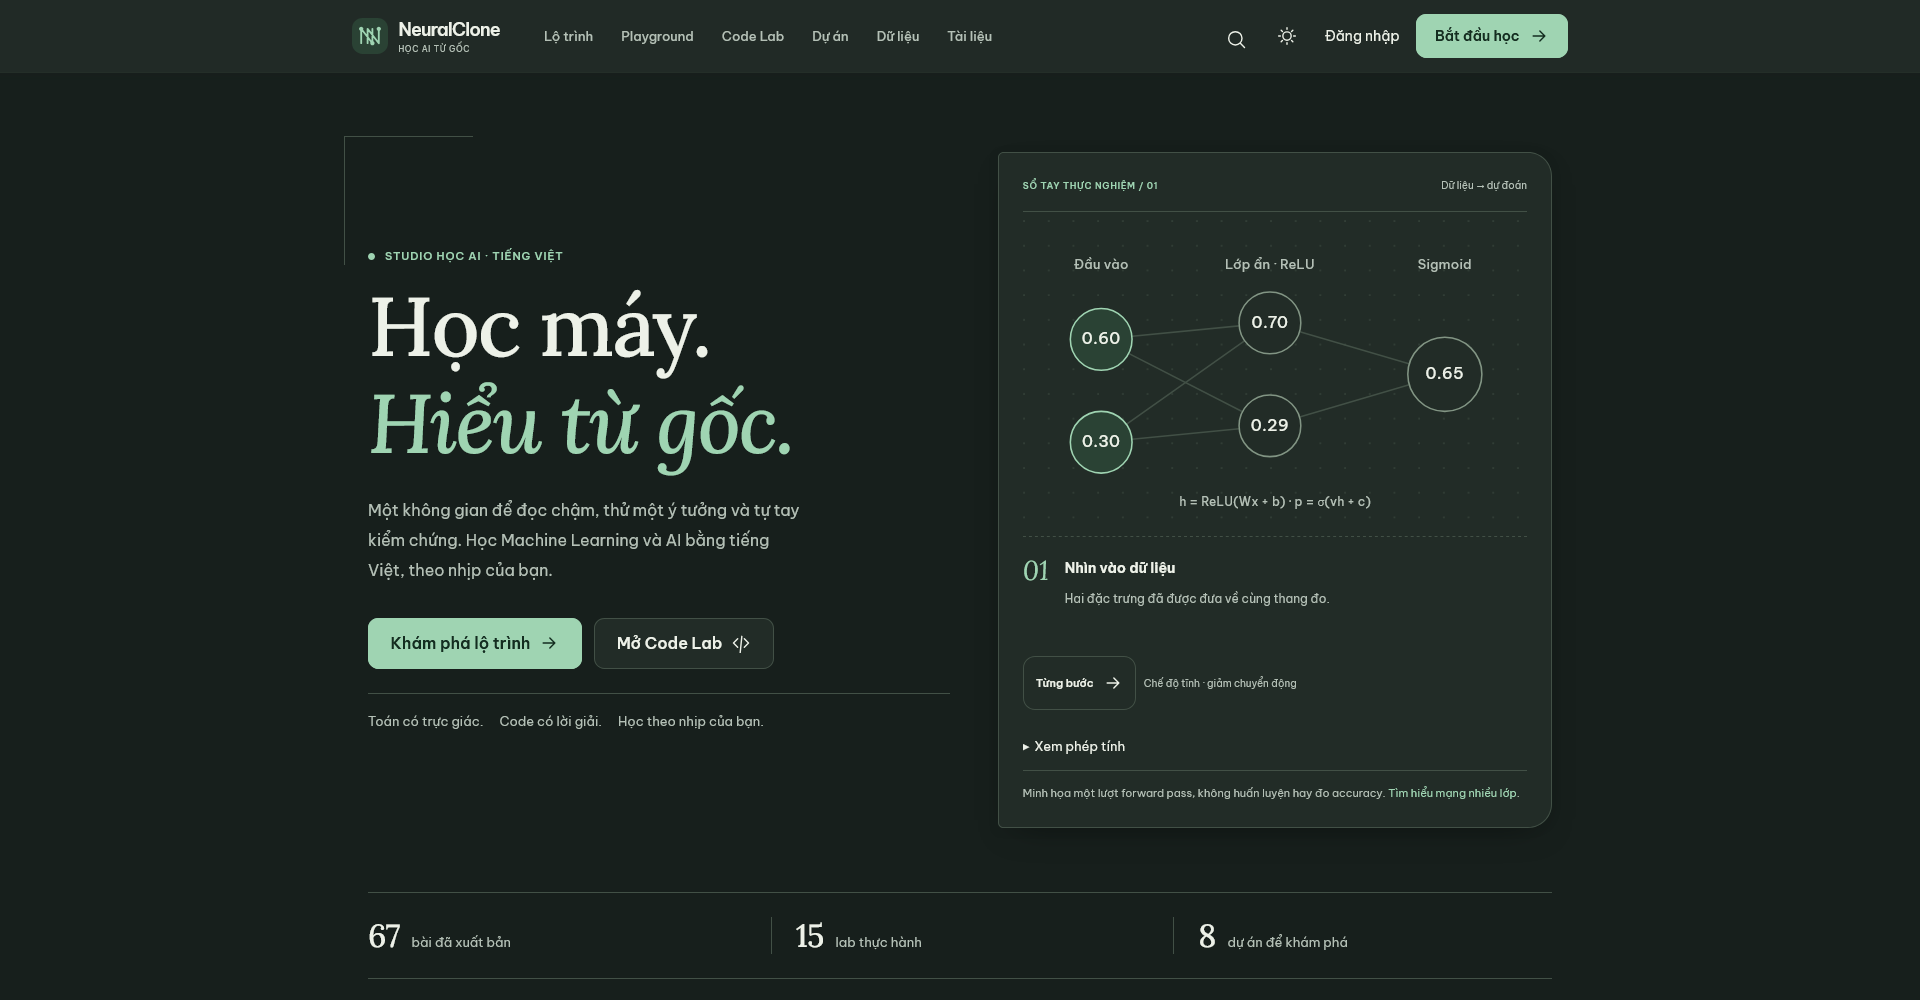 NeuralClone
HỌC AI TỪ GỐC
Lộ trình
Playground
Code Lab
Dự án
Dữ liệu
Tài liệu
Đăng nhập
Bắt đầu học →
STUDIO HỌC AI · TIẾNG VIỆT
Học máy.
Hiểu từ gốc.
Một không gian để đọc chậm, thử một ý tưởng và tự tay
kiểm chứng. Học Machine Learning và AI bằng tiếng
Việt, theo nhịp của bạn.
Khám phá lộ trình →
Mở Code Lab </>
Toán có trực giác. Code có lời giải. Học theo nhịp của bạn.
SỔ TAY THỰC NGHIỆM / 01
Dữ liệu → dự đoán
Đầu vào
Lớp ẩn · ReLU
Sigmoid
0.60
0.70
0.65
0.30
0.29
h = ReLU(Wx + b) · p = σ(vh + c)
01 Nhìn vào dữ liệu
Hai đặc trưng đã được đưa về cùng thang đo.
Từng bước →
Chế độ tĩnh · giảm chuyển động
▸ Xem phép tính
Minh họa một lượt forward pass, không huấn luyện hay đo accuracy. Tìm hiểu mạng nhiều lớp.
67 bài đã xuất bản
15 lab thực hành
8 dự án để khám phá